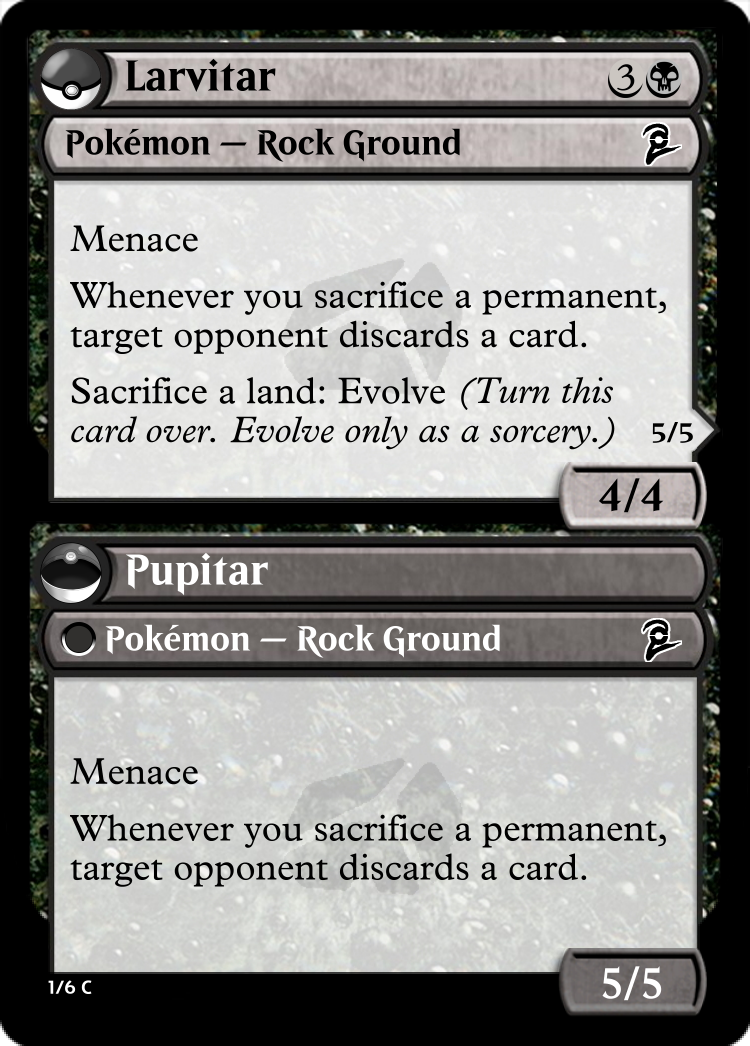 Larvitar 3
Pokémon — Rock Ground
Menace
Whenever you sacrifice a permanent,
target opponent discards a card.
Sacrifice a land: Evolve (Turn this
card over. Evolve only as a sorcery.) 5/5
4/4
Pupitar
Pokémon — Rock Ground
Menace
Whenever you sacrifice a permanent,
target opponent discards a card.
1/6 C
5/5